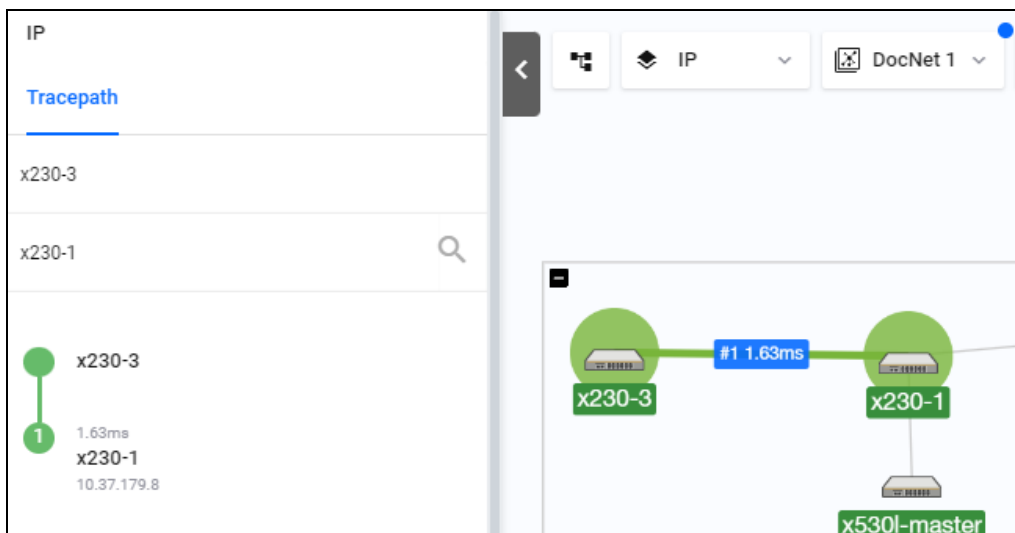 IP
Tracepath
x230-3
x230-1
x230-3
1
1.63ms
x230-1
10.37.179.8
IP
DocNet 1
#1 1.63ms
x230-3
x230-1
x530l-master